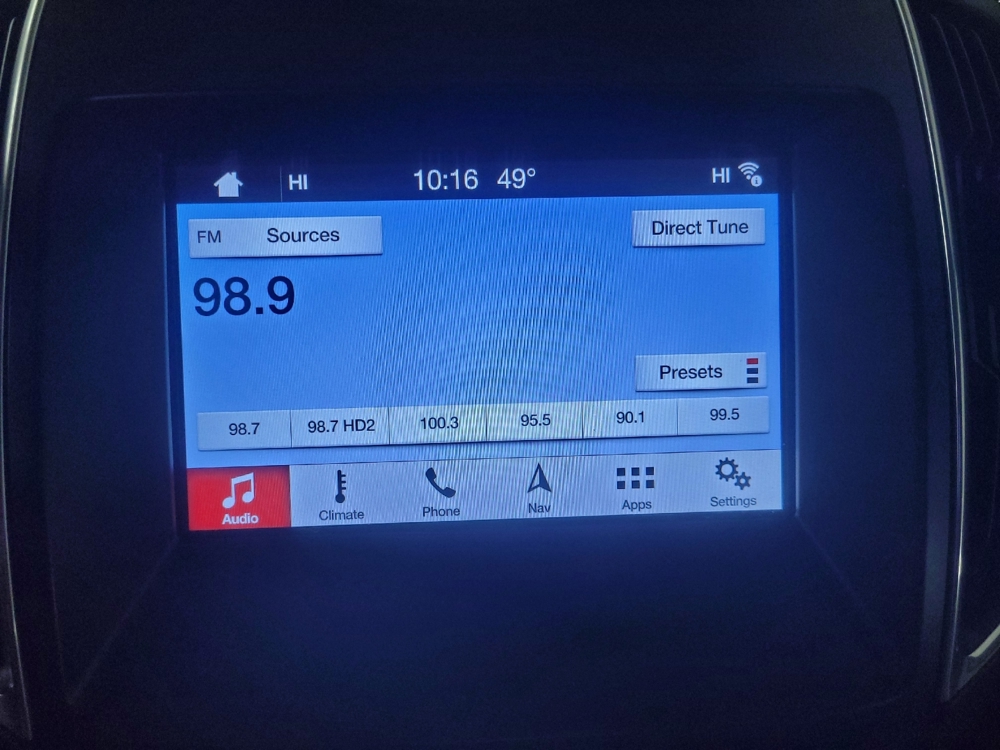 HI 10:16 49° HI
FM Sources Direct Tune
98.9
Presets
98.7 98.7 HD2 100.3 95.5 90.1 99.5
Audio Climate Phone Nav Apps Settings